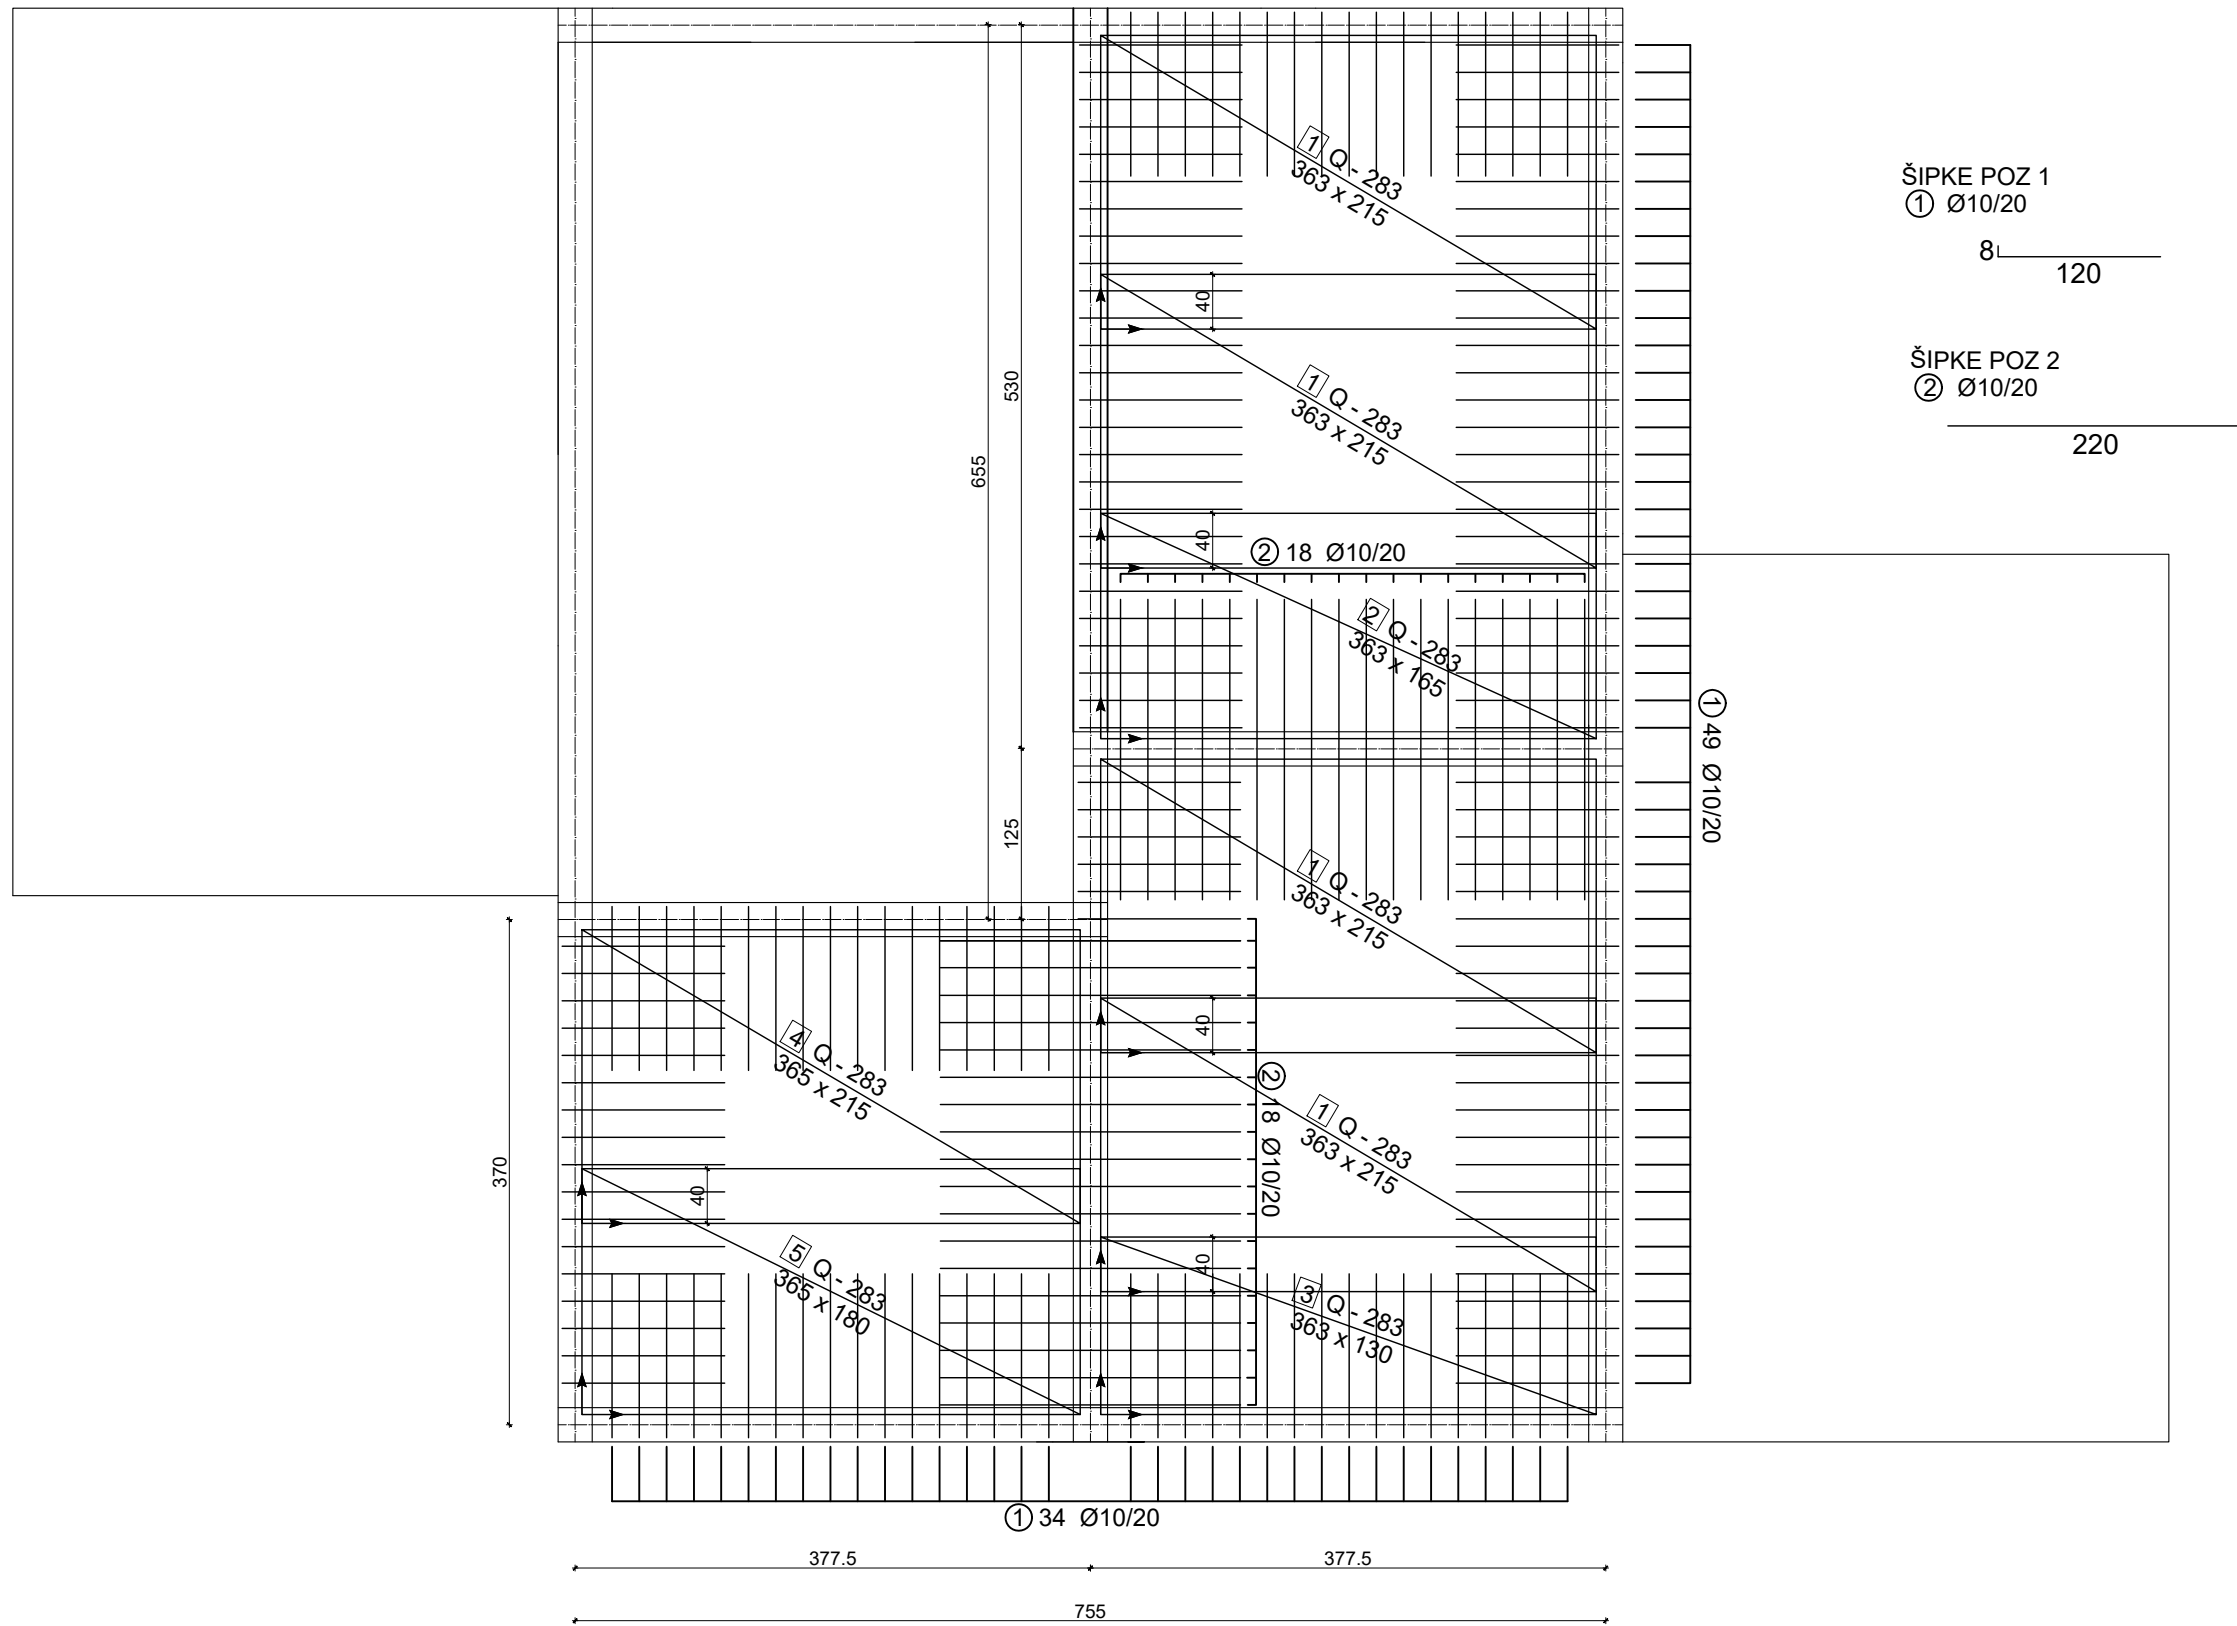 1 Q - 283
363 x 215
ŠIPKE POZ 1
1 Ø10/20
8
120
40
530
655
1 Q - 283
363 x 215
ŠIPKE POZ 2
2 Ø10/20
220
40
2 18 Ø10/20
2 Q - 283
363 x 165
1 49 Ø10/20
125
1 Q - 283
363 x 215
4 Q - 283
365 x 215
40
2 18 Ø10/20
1 Q - 283
363 x 215
370
40
5 Q - 283
365 x 180
40
3 Q - 283
363 x 130
1 34 Ø10/20
377.5
377.5
755